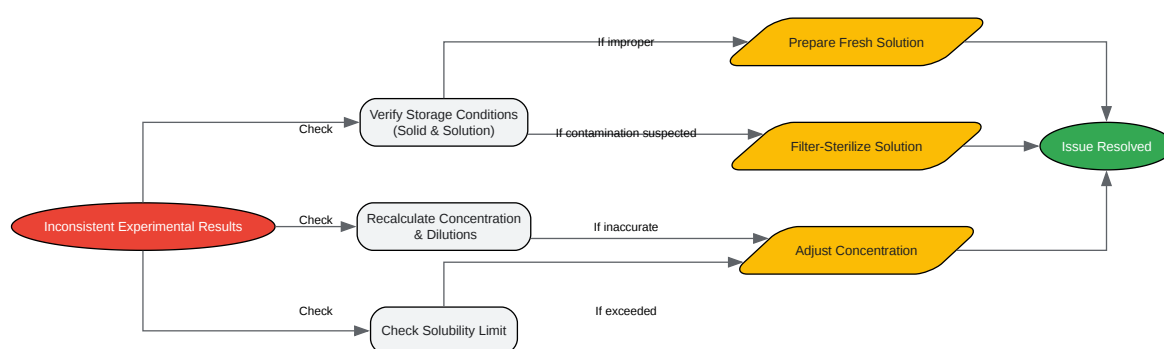 If improper
Prepare Fresh Solution
Check
Verify Storage Conditions
(Solid & Solution)
If contamination suspected
Filter-Sterilize Solution
Issue Resolved
Inconsistent Experimental Results
Check
Recalculate Concentration
& Dilutions
If inaccurate
Adjust Concentration
Check
Check Solubility Limit
If exceeded